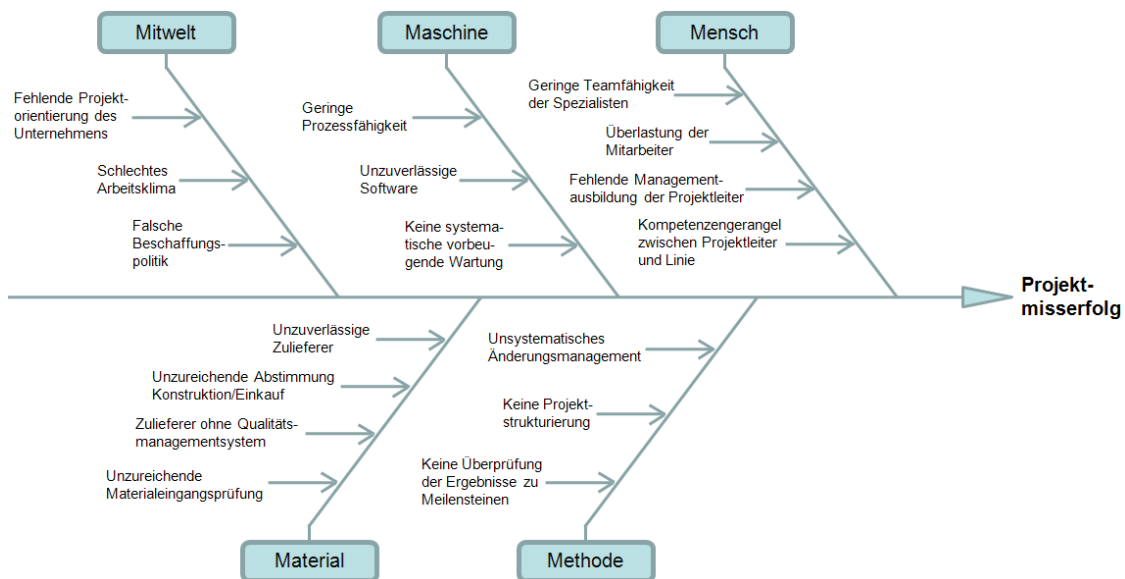 Mitwelt
Maschine
Mensch
Fehlende Projekt-
orientierung des
Unternehmens
Schlechtes
Arbeitsklima
Falsche
Beschaffungs-
politik
Geringe
Prozessfähigkeit
Unzuverlässige
Software
Keine systema-
tische vorbeu-
gende Wartung
Geringe Teamfähigkeit
der Spezialisten
Überlastung der
Mitarbeiter
Fehlende Management-
ausbildung der Projektleiter
Kompetenzengerangel
zwischen Projektleiter
und Linie
Projekt-
misserfolg
Unzuverlässige
Zulieferer
Unzureichende Abstimmung
Konstruktion/Einkauf
Zulieferer ohne Qualitäts-
managementsystem
Unzureichende
Materialeingangsprüfung
Unsystematisches
Änderungsmanagement
Keine Projekt-
strukturierung
Keine Überprüfung
der Ergebnisse zu
Meilensteinen
Material
Methode